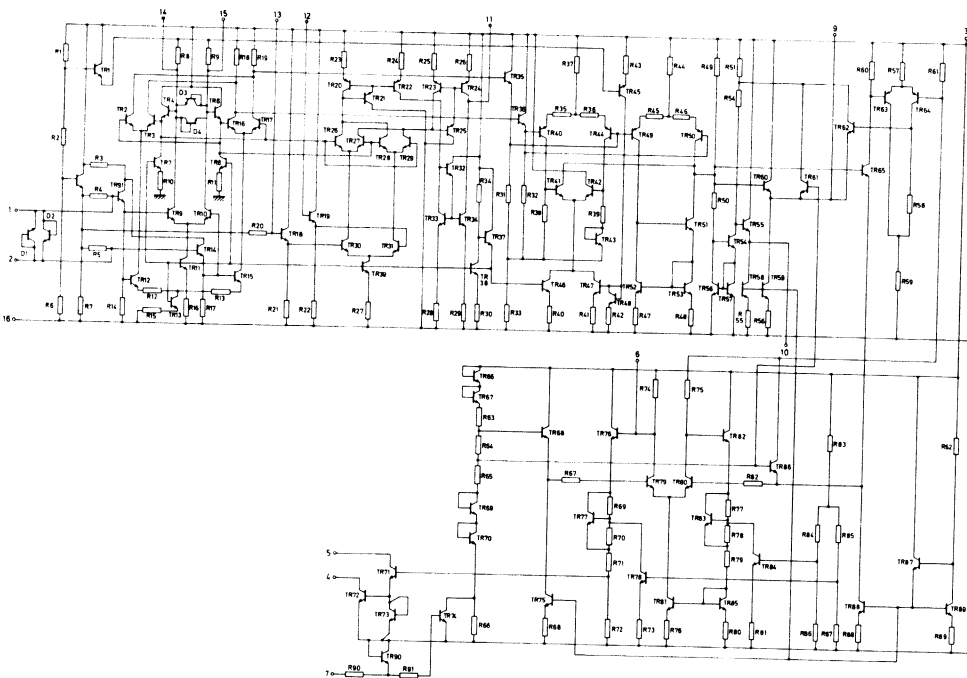 14 15 13 12 11 9 3
R1 TR1 R8 R9 R18 R19 R23 R24 R25 R26 TR35 R37 R43 R44 R49 R51 R60 R57 R61
D3 TR4 TR6 TR20 TR22 TR23 TR24 TR45 R54 TR63 TR64
TR2 TR3 D4 TR16 TR17 TR21 TR36 R35 R36 R45 R46 TR62
R2 TR26 TR27 TR28 TR29 TR25 TR40 TR44 TR49 TR50
R3 TR7 TR8 TR32 TR65
R4 TR91 R10 R11 R34 R31 R32 TR41 TR42 TR60 TR61
1 D2 TR9 TR10 TR19 TR33 TR34 R38 R39 R50 R58
D1 R5 R20 TR18 TR37 TR43 TR51 TR55
2 TR14 TR30 TR31 TR54
TR11 TR39 TR38 R59
TR12 TR15 TR46 TR47 TR52 TR53 TR56 TR57 TR58 TR59
R12 R13 TR48
R6 R7 R14 R15 TR13 R16 R17 R21 R22 R27 R28 R29 R30 R33 R40 R41 R42 R47 R48 R55 R56
16
6 10
TR66
TR67 R74 R75
R63 TR68 TR76 TR82 R83 R62
R64
R65 R67 TR79 TR80 R82 TR86
TR68 TR77 R69 TR83 R77
TR70 R70 R78 R84 R85
5 R71 R79 TR84 TR87
TR71 TR78
4 TR72 TR73 TR74 TR75 TR81 TR85 TR88 TR89
R66 R68 R72 R73 R76 R80 R81 R86 R87 R88 R89
TR90
7 R90 R91